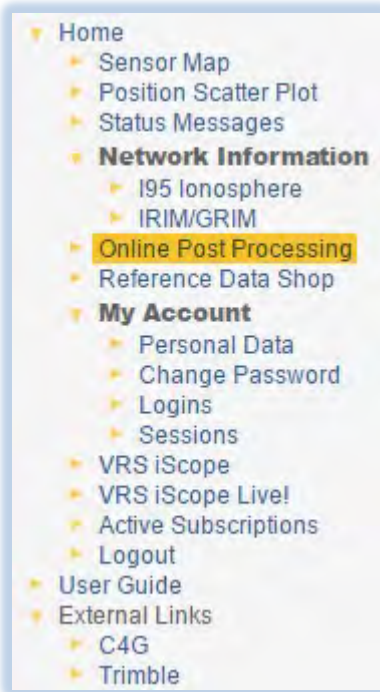 Home
Sensor Map
Position Scatter Plot
Status Messages
Network Information
I95 Ionosphere
IRIM/GRIM
Online Post Processing
Reference Data Shop
My Account
Personal Data
Change Password
Logins
Sessions
VRS iScope
VRS iScope Live!
Active Subscriptions
Logout
User Guide
External Links
C4G
Trimble